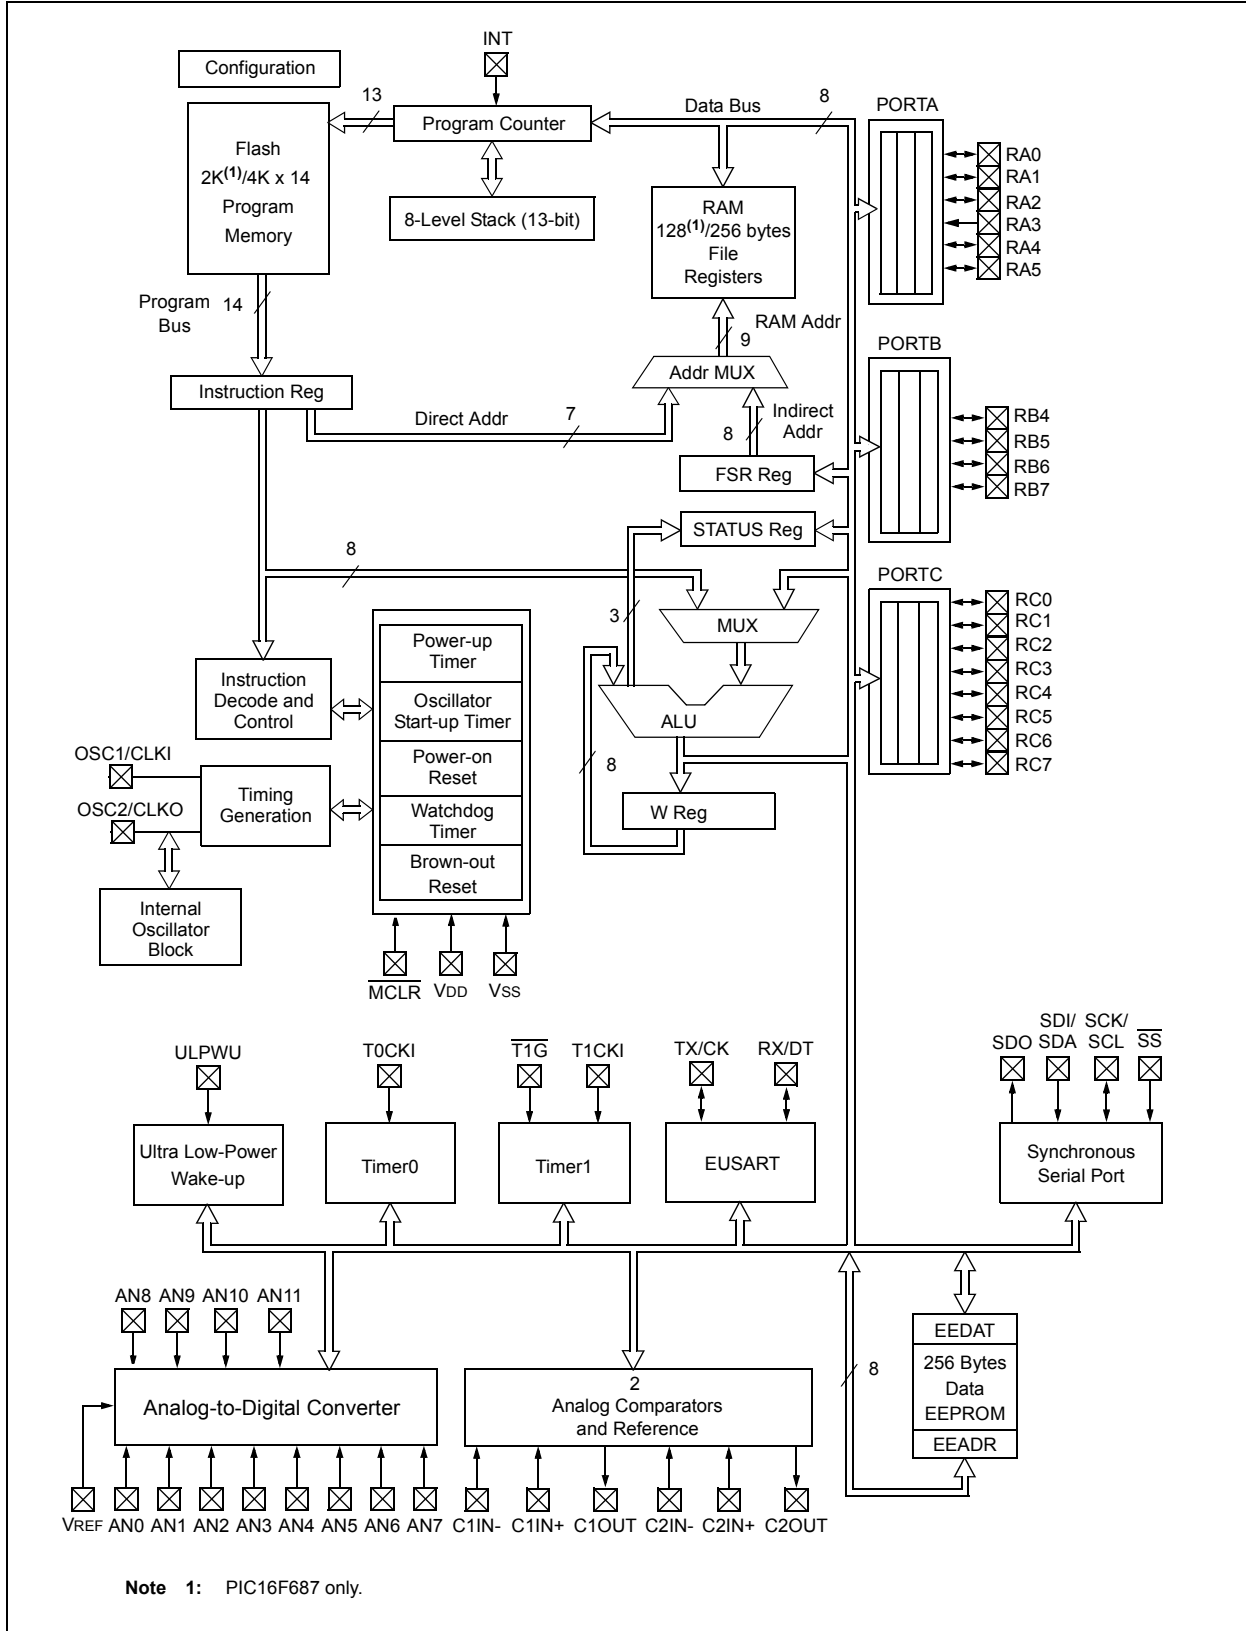 INT
Configuration
13
Program Counter
Data Bus
8
PORTA
Flash
2K(1)/4K x 14
Program
Memory
8-Level Stack (13-bit)
RAM
128(1)/256 bytes
File
Registers
RA0
RA1
RA2
RA3
RA4
RA5
Program
Bus
14
RAM Addr
9
PORTB
Addr MUX
Instruction Reg
Direct Addr
7
Indirect
Addr
8
FSR Reg
RB4
RB5
RB6
RB7
STATUS Reg
8
PORTC
3
MUX
RC0
RC1
RC2
RC3
RC4
RC5
RC6
RC7
Power-up
Timer
Instruction
Decode and
Control
Oscillator
Start-up Timer
ALU
OSC1/CLKI
Power-on
Reset
8
Timing
Generation
OSC2/CLKO
Watchdog
Timer
W Reg
Brown-out
Reset
Internal
Oscillator
Block
MCLR
VDD
VSS
ULPWU
T0CKI
T1G
T1CKI
TX/CK
RX/DT
SDO
SDI/
SDA
SCK/
SCL
SS
Ultra Low-Power
Wake-up
Timer0
Timer1
EUSART
Synchronous
Serial Port
AN8
AN9
AN10
AN11
EEDAT
256 Bytes
Data
EEPROM
EEADR
8
Analog-to-Digital Converter
2
Analog Comparators
and Reference
VREF
AN0
AN1
AN2
AN3
AN4
AN5
AN6
AN7
C1IN-
C1IN+
C1OUT
C2IN-
C2IN+
C2OUT
Note 1: PIC16F687 only.